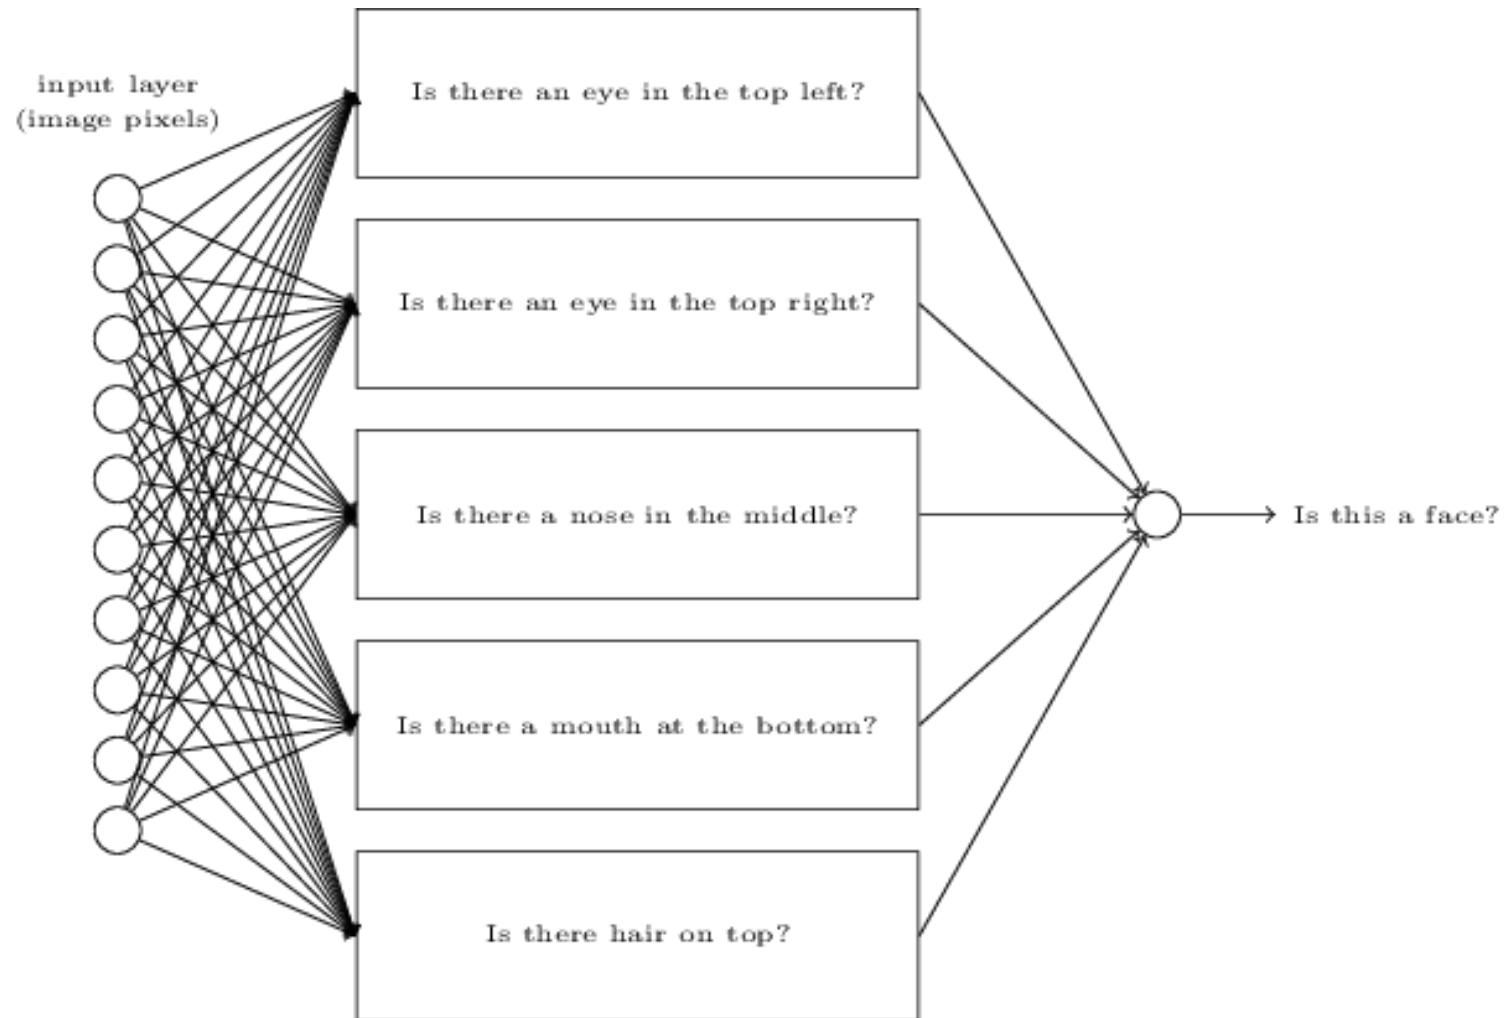 input layer
(image pixels)
Is there an eye in the top left?
Is there an eye in the top right?
Is there a nose in the middle?
Is this a face?
Is there a mouth at the bottom?
Is there hair on top?